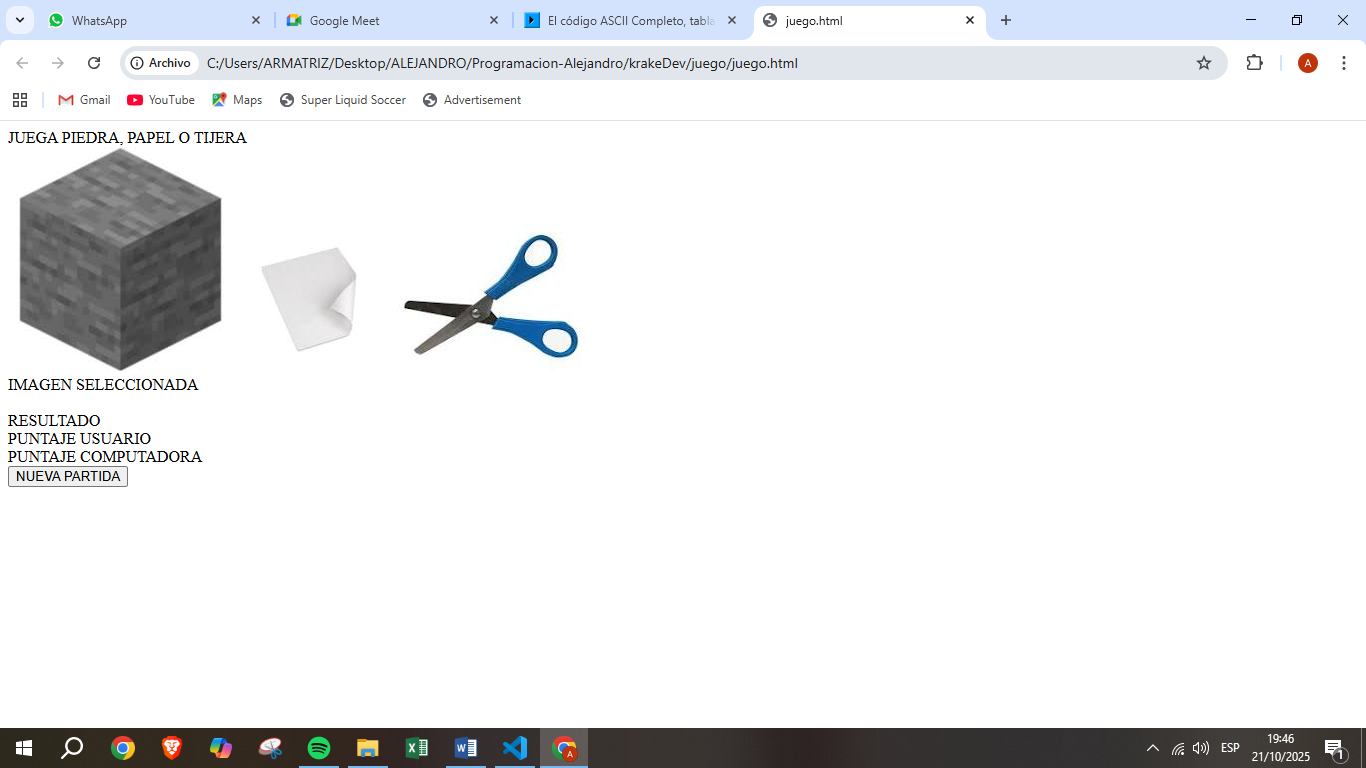 WhatsApp
Google Meet
El código ASCII Completo, tabla
juego.html
Archivo
C:/Users/ARMATRIZ/Desktop/ALEJANDRO/Programacion-Alejandro/krakeDev/juego/juego.html
A
Gmail
YouTube
Maps
Super Liquid Soccer
Advertisement
JUEGA PIEDRA, PAPEL O TIJERA
IMAGEN SELECCIONADA
RESULTADO
PUNTAJE USUARIO
PUNTAJE COMPUTADORA
NUEVA PARTIDA
A
ESP
19:46
21/10/2025
1